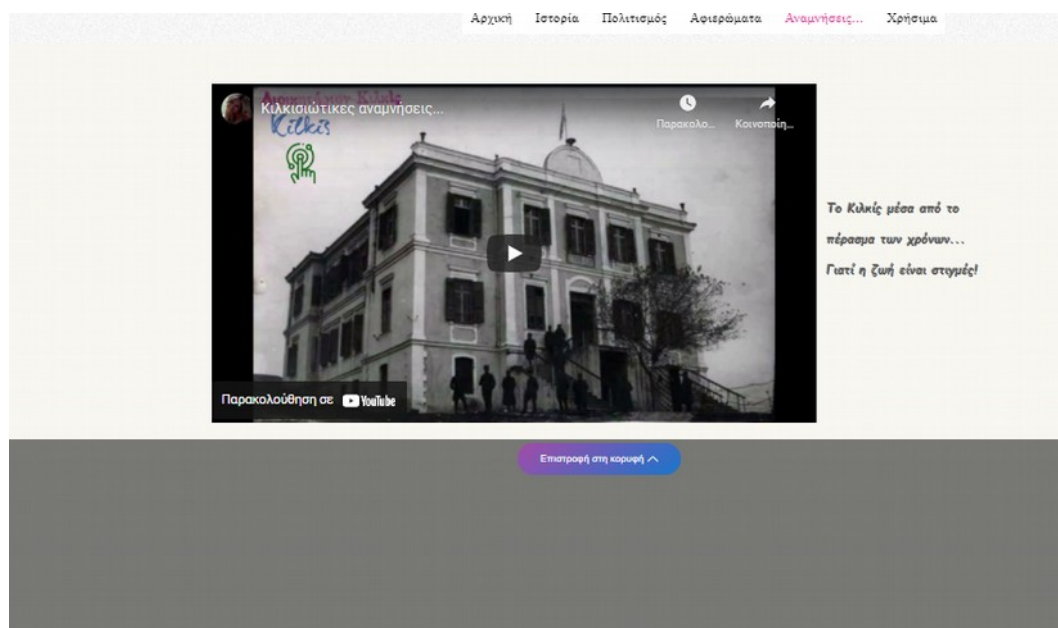 Αρχική Ιστορία Πολιτισμός Αφιερώματα Αναμνήσεις... Χρήσιμα
Κιλκισιώτικες αναμνήσεις...
Κιλκίς
Παρακολο... Κοινοποίη...
Το Κιλκίς μέσα από το
πέρασμα των χρόνων...
Γιατί η ζωή είναι στιγμές!
Παρακολούθηση σε YouTube
Επιστροφή στη κορυφή